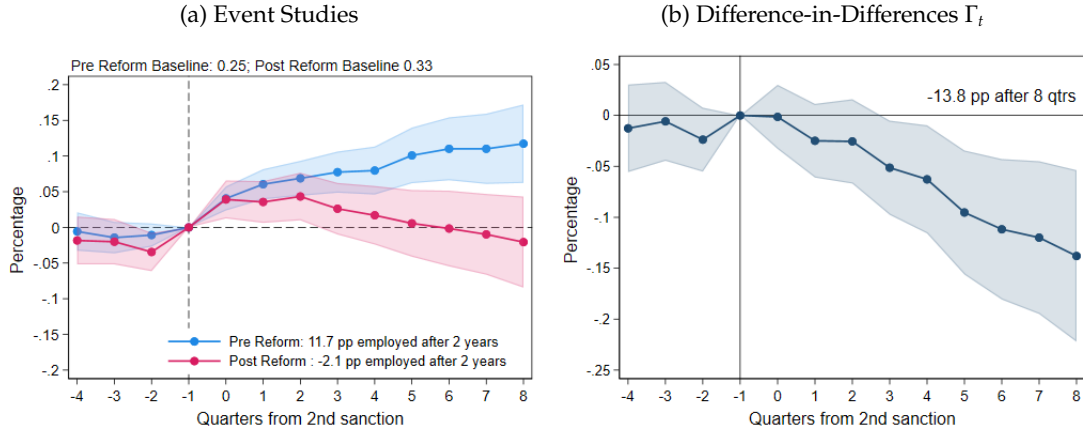 (a) Event Studies
Pre Reform Baseline: 0.25; Post Reform Baseline 0.33
Percentage
.2
.15
.1
.05
0
-.05
-.1
-.15
-.2
Pre Reform: 11.7 pp employed after 2 years
Post Reform : -2.1 pp employed after 2 years
-4 -3 -2 -1 0 1 2 3 4 5 6 7 8
Quarters from 2nd sanction
(b) Difference-in-Differences Γt
Percentage
.05
0
-.05
-.1
-.15
-.2
-.25
-13.8 pp after 8 qtrs
-4 -3 -2 -1 0 1 2 3 4 5 6 7 8
Quarters from 2nd sanction